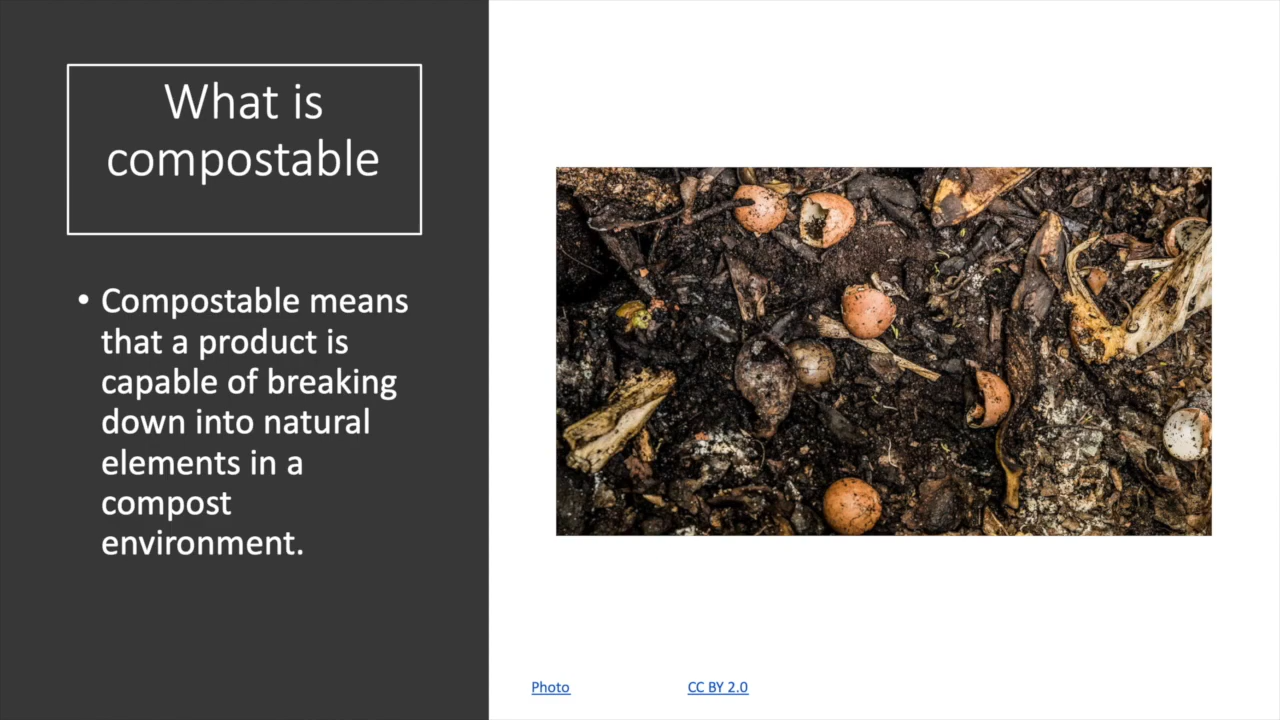 What is
compostable
• Compostable means
that a product is
capable of breaking
down into natural
elements in a
compost
environment.
Photo
CC BY 2.0